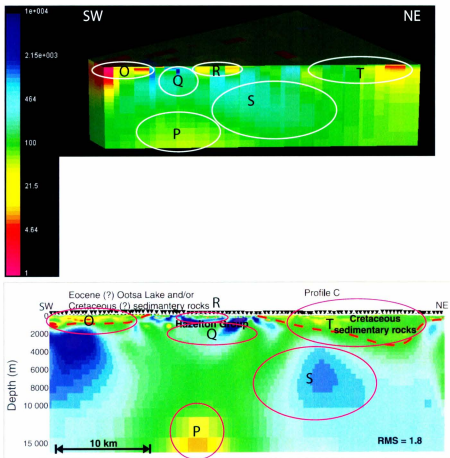 SW
NE
1e+004
2.15e+003
464
100
21.5
4.64
1
O
Q
R
S
T
P
Eocene (?) Ootsa Lake and/or
Cretaceous (?) sedimantery rocks
R
Profile C
SW
NE
0
2000
4000
6000
8000
10 000
15 000
Depth (m)
O
Hazelton Group
Q
T
Cretaceous
sedimentary rocks
S
P
10 km
RMS = 1.8